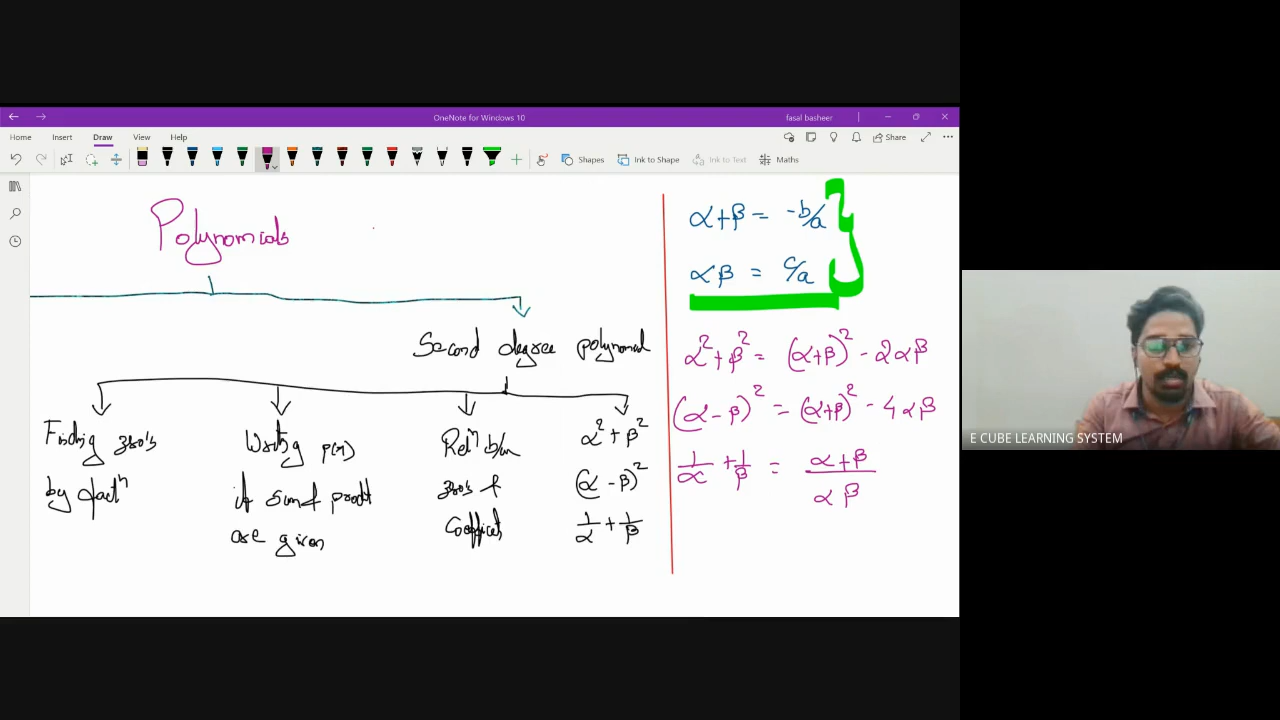 OneNote for Windows 10
fasal basheer
Home Insert Draw View Help
Share
Shapes Ink to Shape Ink to Text Maths
Polynomials
Second degree polynomial
Finding zero's
by factⁿ
Writing p(x)
if sum & prodt
are given
Relⁿ b/w
zero's &
α² + β²
(α - β)²
1/α + 1/β
α+β = -b/a
αβ = c/a
α² + β² = (α+β)² - 2αβ
(α - β)² = (α+β)² - 4αβ
1/α + 1/β = α+β/αβ
E CUBE LEARNING SYSTEM